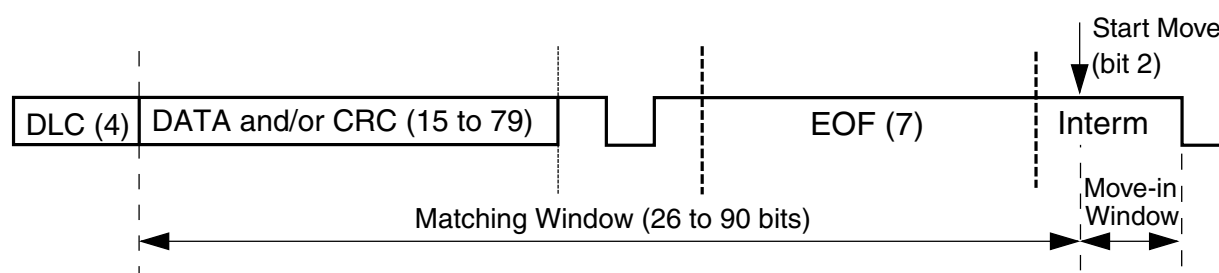 Start Move
(bit 2)
DLC (4)
DATA and/or CRC (15 to 79)
EOF (7)
Interm
Matching Window (26 to 90 bits)
Move-in
Window